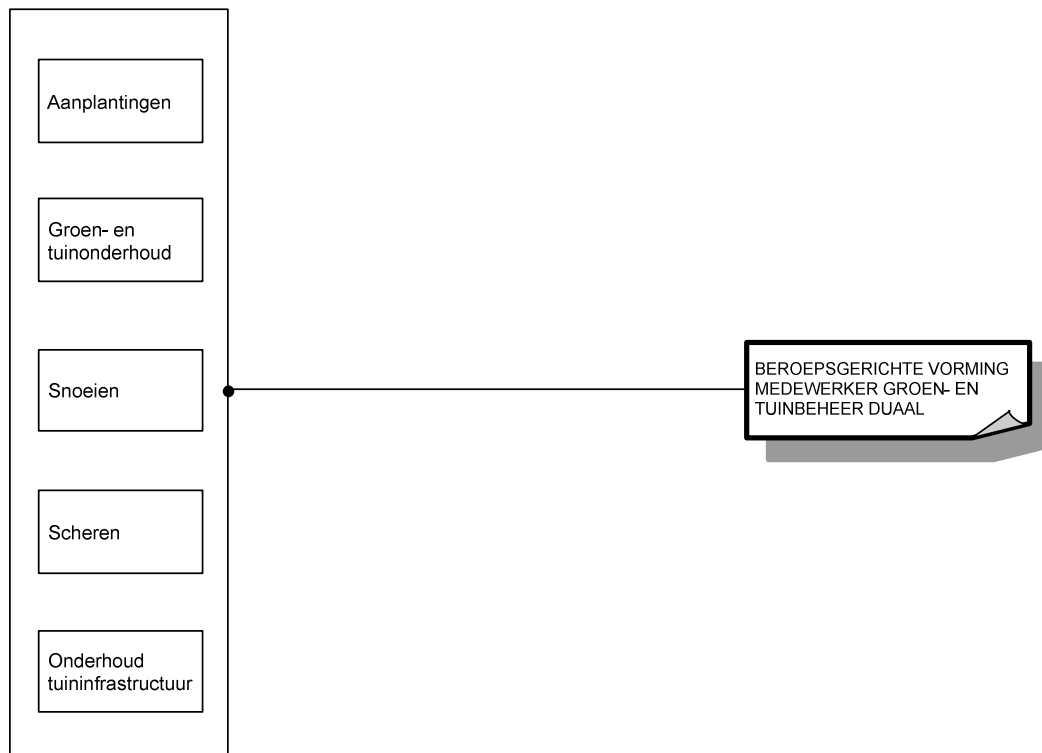 Aanplantingen
Groen- en
tuinonderhoud
Snoeien
Scheren
Onderhoud
tuininfrastructuur
BEROEPSGERICHTE VORMING
MEDEWERKER GROEN- EN
TUINBEHEER DUAAL